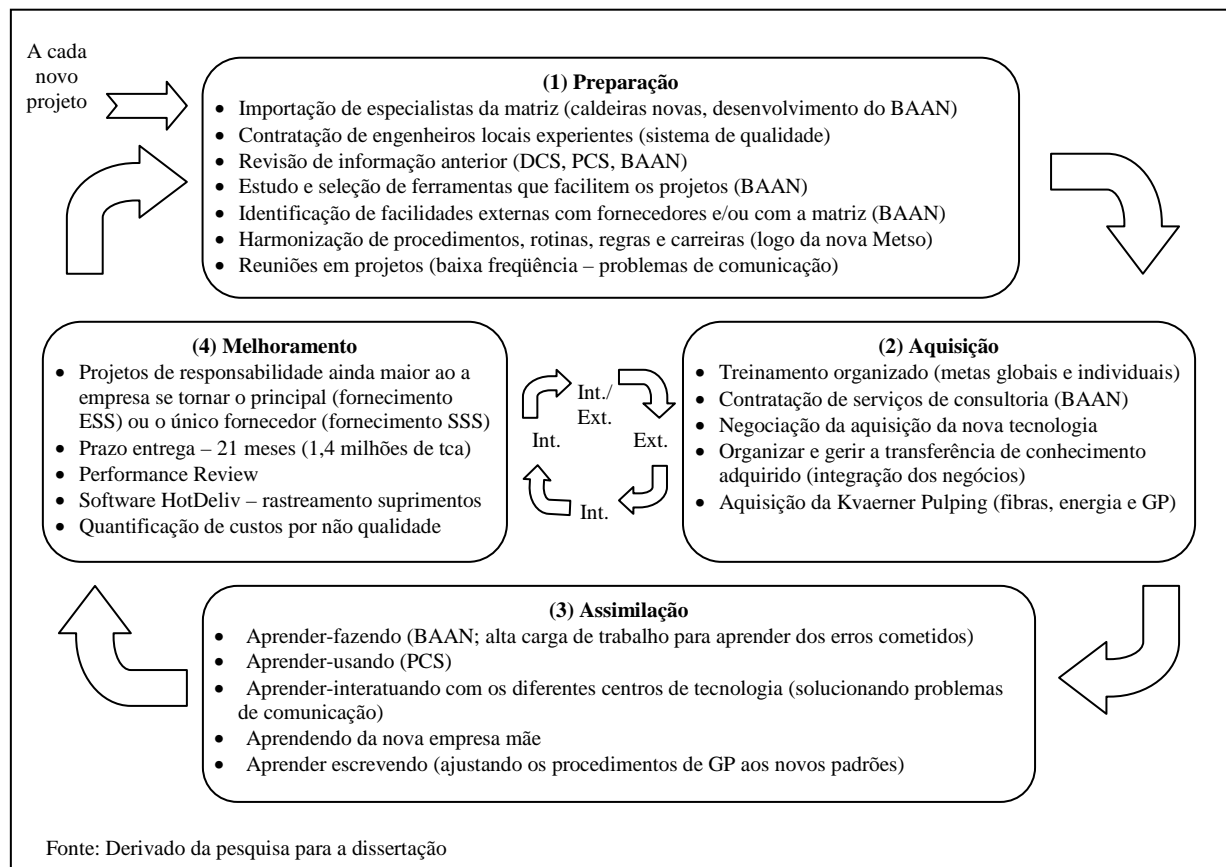 A cada
novo
projeto
(1) Preparação
• Importação de especialistas da matriz (caldeiras novas, desenvolvimento do BAAN)
• Contratação de engenheiros locais experientes (sistema de qualidade)
• Revisão de informação anterior (DCS, PCS, BAAN)
• Estudo e seleção de ferramentas que facilitem os projetos (BAAN)
• Identificação de facilidades externas com fornecedores e/ou com a matriz (BAAN)
• Harmonização de procedimentos, rotinas, regras e carreiras (logo da nova Metso)
• Reuniões em projetos (baixa freqüência – problemas de comunicação)
(4) Melhoramento
• Projetos de responsabilidade ainda maior ao a
empresa se tornar o principal (fornecimento
ESS) ou o único fornecedor (fornecimento SSS)
• Prazo entrega – 21 meses (1,4 milhões de tca)
• Performance Review
• Software HotDeliv – rastreamento suprimentos
• Quantificação de custos por não qualidade
Int./
Ext.
Int.
Ext.
Int.
(2) Aquisição
• Treinamento organizado (metas globais e individuais)
• Contratação de serviços de consultoria (BAAN)
• Negociação da aquisição da nova tecnologia
• Organizar e gerir a transferência de conhecimento
adquirido (integração dos negócios)
• Aquisição da Kvaerner Pulping (fibras, energia e GP)
(3) Assimilação
• Aprender-fazendo (BAAN; alta carga de trabalho para aprender dos erros cometidos)
• Aprender-usando (PCS)
• Aprender-interatuando com os diferentes centros de tecnologia (solucionando problemas
de comunicação)
• Aprendendo da nova empresa mãe
• Aprender escrevendo (ajustando os procedimentos de GP aos novos padrões)
Fonte: Derivado da pesquisa para a dissertação